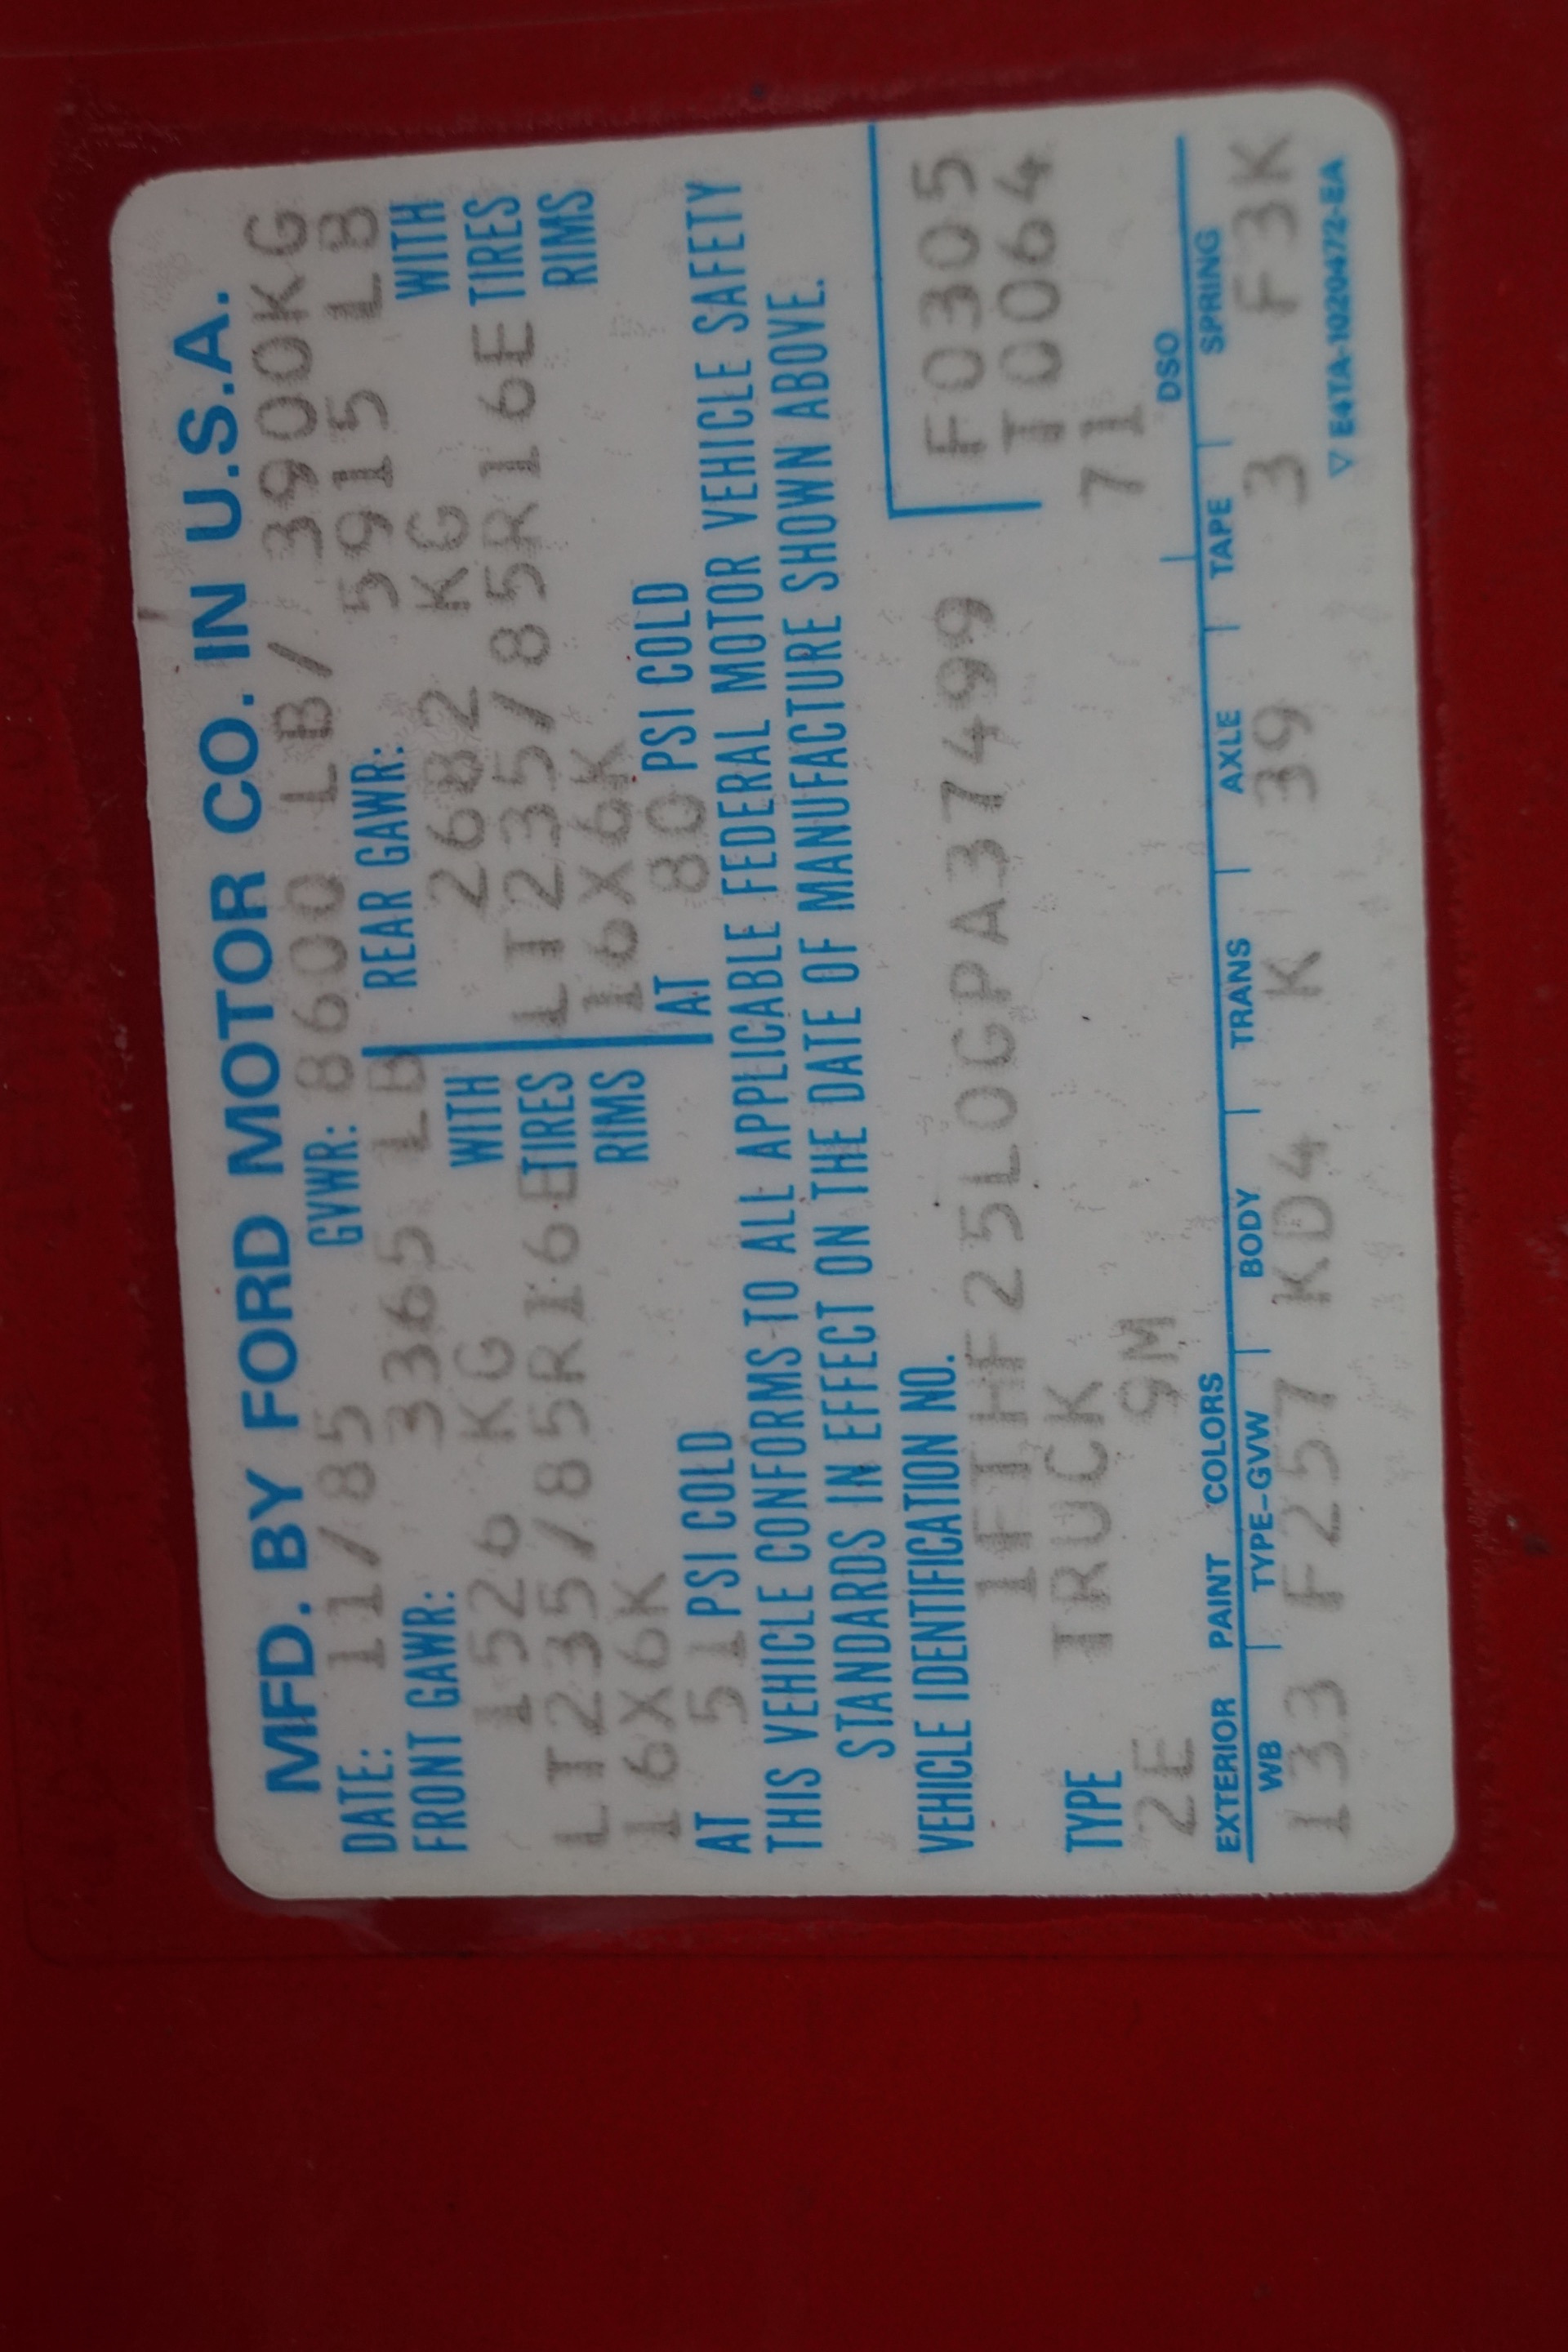 MFD. BY FORD MOTOR CO. IN U.S.A.
DATE: 11/85 GVWR: 8600 LB/ 3900KG
FRONT GAWR: 3365 LB REAR GAWR: 5915 LB
1526 KG WITH 2682 KG WITH
LT235/85R16E TIRES LT235/85R16E TIRES
16X6K RIMS 16X6K RIMS
AT 51 PSI COLD AT 80 PSI COLD
THIS VEHICLE CONFORMS TO ALL APPLICABLE FEDERAL MOTOR VEHICLE SAFETY
STANDARDS IN EFFECT ON THE DATE OF MANUFACTURE SHOWN ABOVE.
VEHICLE IDENTIFICATION NO.
1FTHF25L0GPA37499 F0305
TYPE TRUCK T0064
2E 9M 71
EXTERIOR PAINT COLORS DSO
WB TYPE-GVW BODY TRANS AXLE TAPE SPRING
133 F257 KD4 K 39 3 F3K
▽ E4TA-1020472-EA